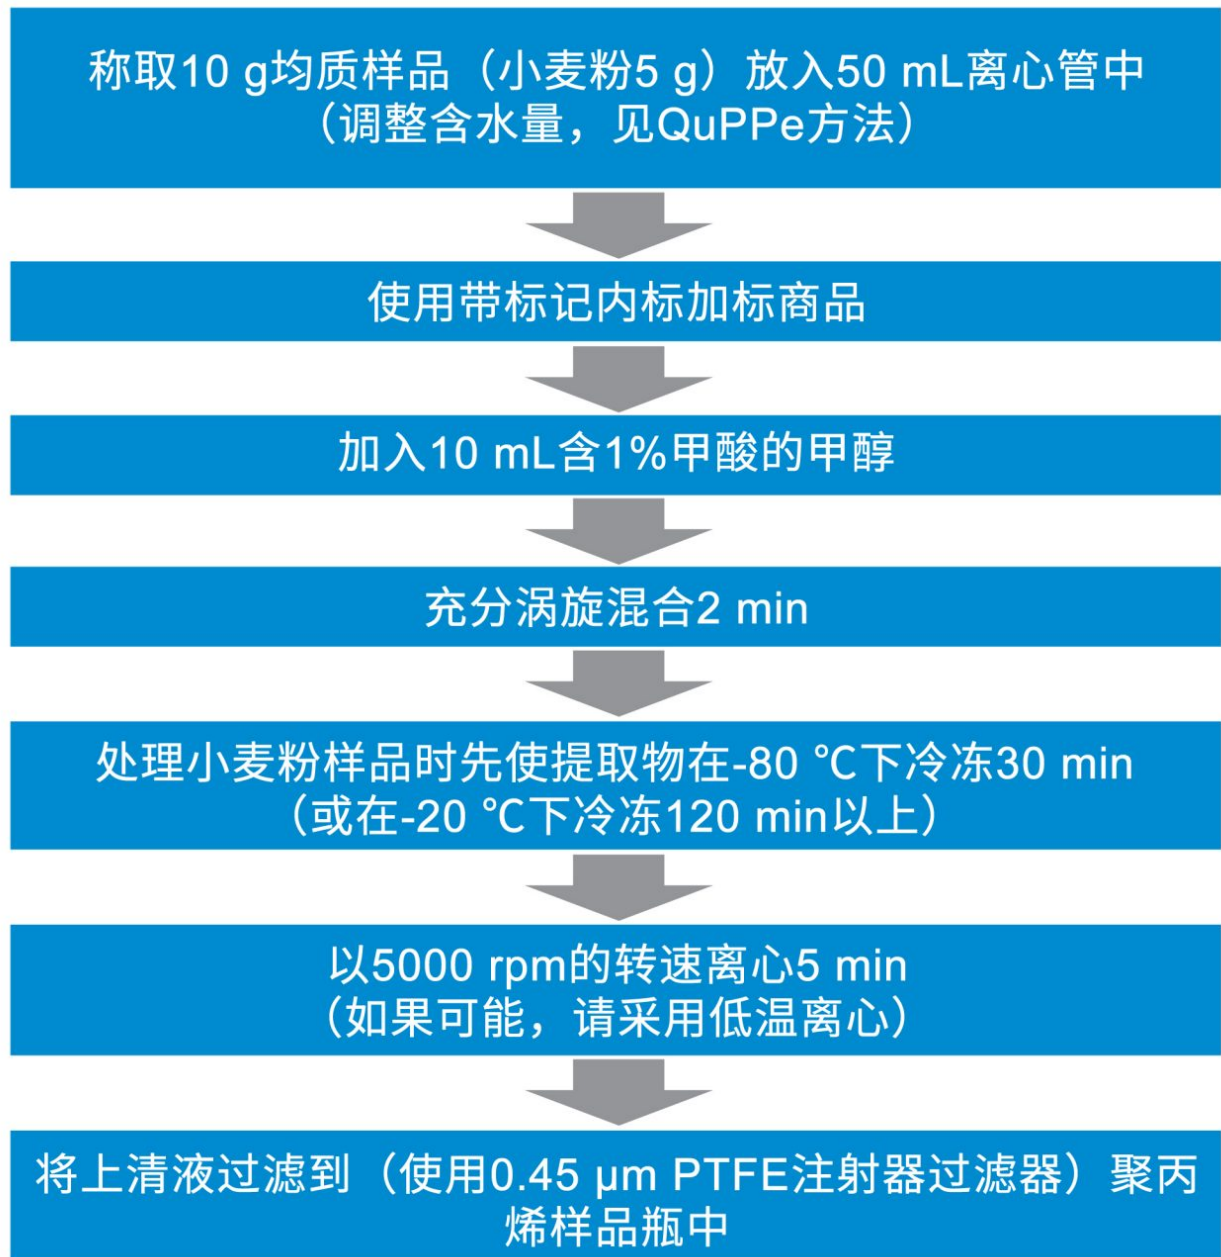 称取10 g均质样品（小麦粉5 g）放入50 mL离心管中
（调整含水量，见QuPPe方法）
使用带标记内标加标商品
加入10 mL含1%甲酸的甲醇
充分涡旋混合2 min
处理小麦粉样品时先使提取物在-80 ℃下冷冻30 min
（或在-20 ℃下冷冻120 min以上）
以5000 rpm的转速离心5 min
（如果可能，请采用低温离心）
将上清液过滤到（使用0.45 µm PTFE注射器过滤器）聚丙
烯样品瓶中